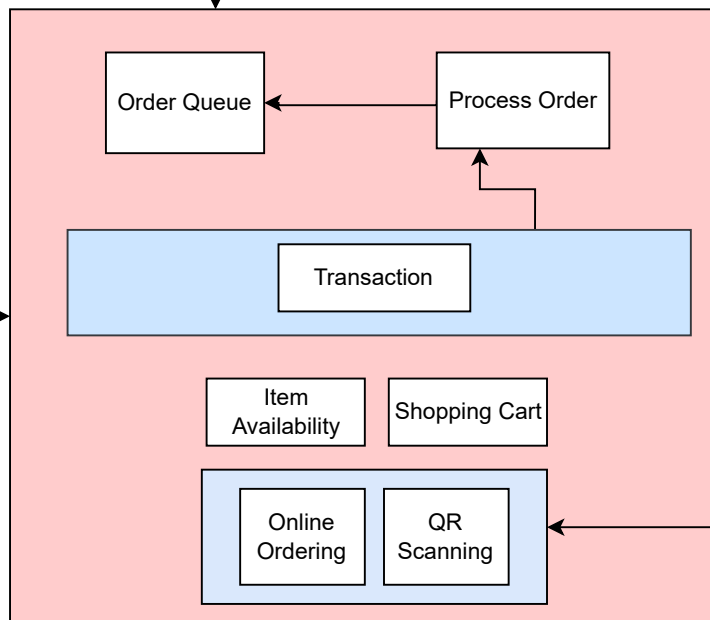 Order Queue
Process Order
Transaction
Item
Availability
Shopping Cart
Online
Ordering
QR
Scanning